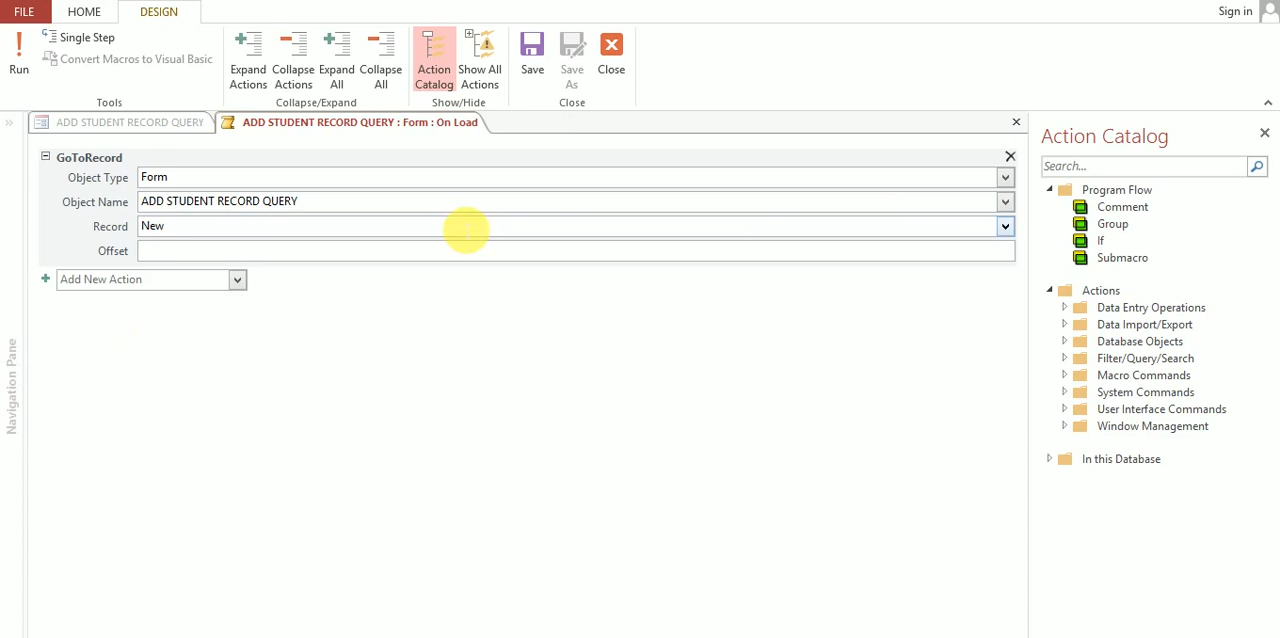 FILE HOME DESIGN Sign in
Run
Single Step
Convert Macros to Visual Basic
Tools
Expand Actions
Collapse Actions
Expand All
Collapse All
Collapse/Expand
Action Catalog
Show All Actions
Show/Hide
Save
Save As
Close
Close
ADD STUDENT RECORD QUERY
ADD STUDENT RECORD QUERY : Form : On Load
Navigation Pane
GoToRecord
Object Type Form
Object Name ADD STUDENT RECORD QUERY
Record New
Offset
Add New Action
Action Catalog
Search...
Program Flow
Comment
Group
If
Submacro
Actions
Data Entry Operations
Data Import/Export
Database Objects
Filter/Query/Search
Macro Commands
System Commands
User Interface Commands
Window Management
In this Database